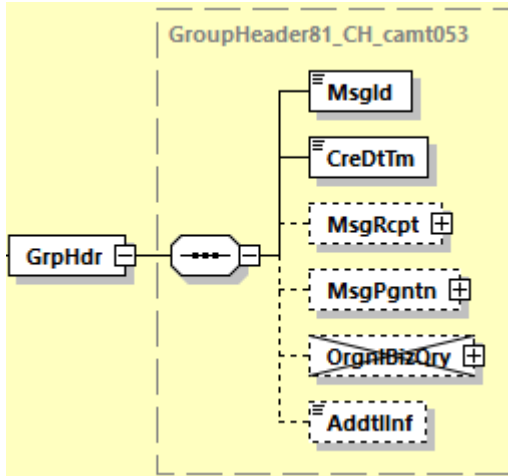 GroupHeader81_CH_camt053
MsgId
CreDtTm
MsgRcpt
GrpHdr
MsgPgntn
OrgnlBizQry
AddtlInf